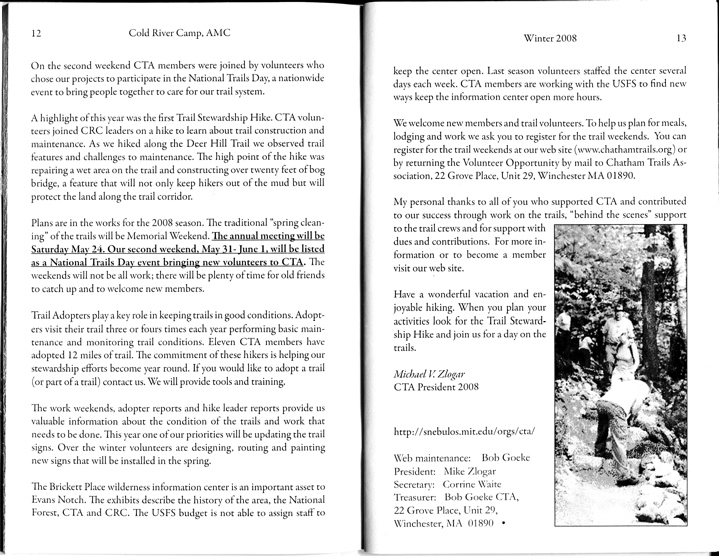 12 Cold River Camp, AMC
On the second weekend CTA members were joined by volunteers who
chose our projects to participate in the National Trails Day, a nationwide
event to bring people together to care for our trail system.
A highlight of this year was the first Trail Stewardship Hike. CTA volun-
teers joined CRC leaders on a hike to learn about trail construction and
maintenance. As we hiked along the Deer Hill Trail we observed trail
features and challenges to maintenance. The high point of the hike was
repairing a wet area on the trail and constructing over twenty feet of bog
bridge, a feature that will not only keep hikers out of the mud but will
protect the land along the trail corridor.
Plans are in the works for the 2008 season. The traditional “spring clean-
ing” of the trails will be Memorial Weekend. The annual meeting will be
Saturday May 24. Our second weekend, May 31- June 1, will be listed
as a National Trails Day event bringing new volunteers to CTA. The
weekends will not be all work; there will be plenty of time for old friends
to catch up and to welcome new members.
Trail Adopters play a key role in keeping trails in good conditions. Adopt-
ers visit their trail three or fours times each year performing basic main-
tenance and monitoring trail conditions. Eleven CTA members have
adopted 12 miles of trail. The commitment of these hikers is helping our
stewardship efforts become year round. If you would like to adopt a trail
(or part of a trail) contact us. We will provide tools and training.
The work weekends, adopter reports and hike leader reports provide us
valuable information about the condition of the trails and work that
needs to be done. This year one of our priorities will be updating the trail
signs. Over the winter volunteers are designing, routing and painting
new signs that will be installed in the spring.
The Brickett Place wilderness information center is an important asset to
Evans Notch. The exhibits describe the history of the area, the National
Forest, CTA and CRC. The USFS budget is not able to assign staff to
Winter 2008 13
keep the center open. Last season volunteers staffed the center several
days each week. CTA members are working with the USFS to find new
ways keep the information center open more hours.
We welcome new members and trail volunteers. To help us plan for meals,
lodging and work we ask you to register for the trail weekends. You can
register for the trail weekends at our web site (www.chathamtrails.org) or
by returning the Volunteer Opportunity by mail to Chatham Trails As-
sociation, 22 Grove Place, Unit 29, Winchester MA 01890.
My personal thanks to all of you who supported CTA and contributed
to our success through work on the trails, “behind the scenes” support
to the trail crews and for support with
dues and contributions. For more in-
formation or to become a member
visit our web site.
Have a wonderful vacation and en-
joyable hiking. When you plan your
activities look for the Trail Steward-
ship Hike and join us for a day on the
trails.
Michael V. Zlogar
CTA President 2008
http://snebulos.mit.edu/orgs/cta/
Web maintenance: Bob Goeke
President: Mike Zlogar
Secretary: Corrine Waite
Treasurer: Bob Goeke CTA,
22 Grove Place, Unit 29,
Winchester, MA 01890 •